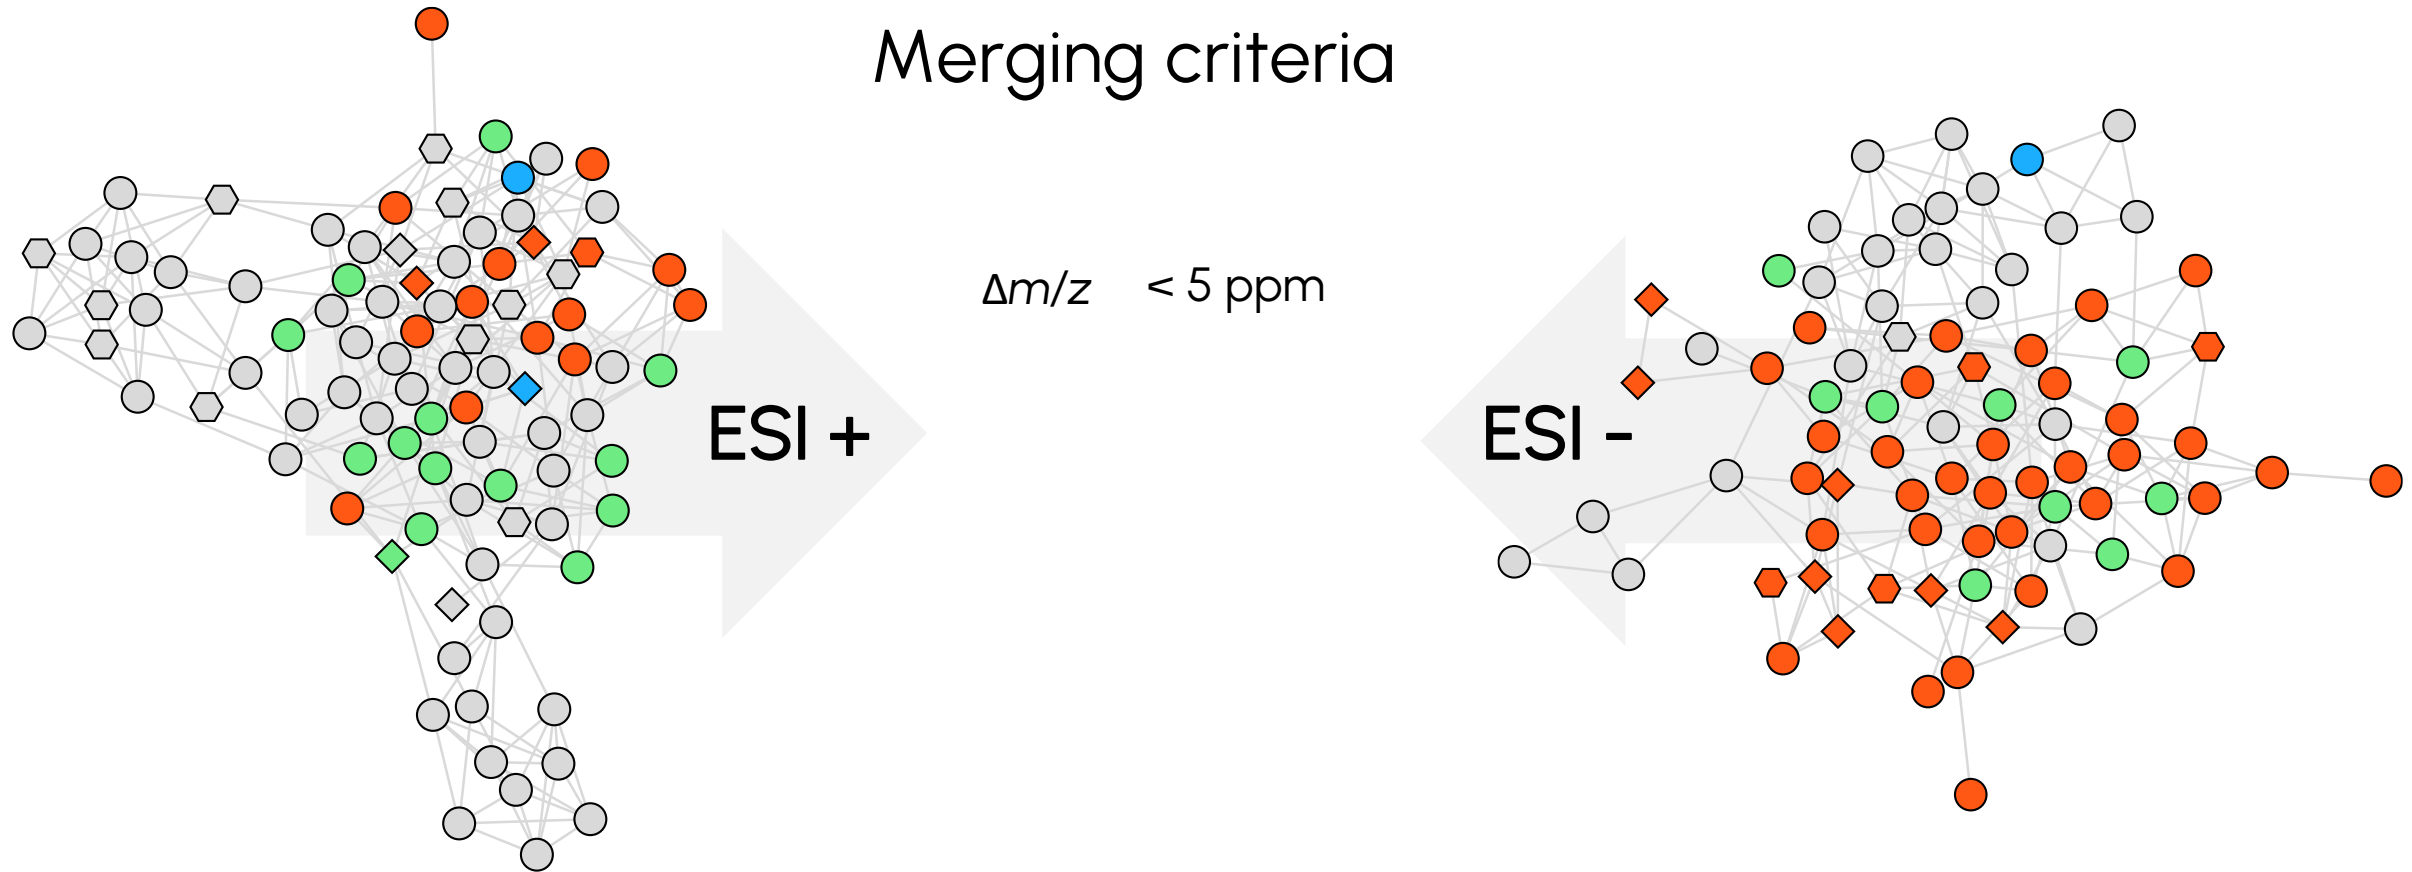 Merging criteria
Δm/z < 5 ppm
ESI +
ESI -